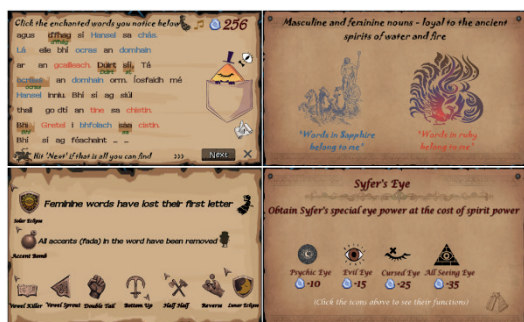 Click the enchanted words you notice below
256
agus d'fhag sí Hansel sa chás.
d'fhág
Lá eile bhí ocras an domhain
ar an gcailleach. Duirt sili, Tá
Dúirt sí
an domhain orm. Íosfaidh mé
ocras
Hansel inniu. Bhí sí ag siúl
thall go dtí an tine sa chistin.
Bhi Gretel i bhfolach sa cistin.
Bhí
Bhí sí ag féachaint
Hit 'Next' if that is all you can find >>> Next
Masculine and feminine nouns - loyal to the ancient
spirits of water and fire
'Words in Sapphire
belong to me'
'Words in ruby
belong to me'
Feminine words have lost their first letter
Solar Eclipse
All accents (fada) in the word have been removed
Accent Bomb
Vowel Killer Vowel Sprout Double Tail Bottom Up Half Half Reverse Lunar Eclipse
Syfer's Eye
Obtain Syfer's special eye power at the cost of spirit power
Psychic Eye Evil Eye Cursed Eye All Seeing Eye
-10 -15 -25 -35
(Click the icons above to see their functions)